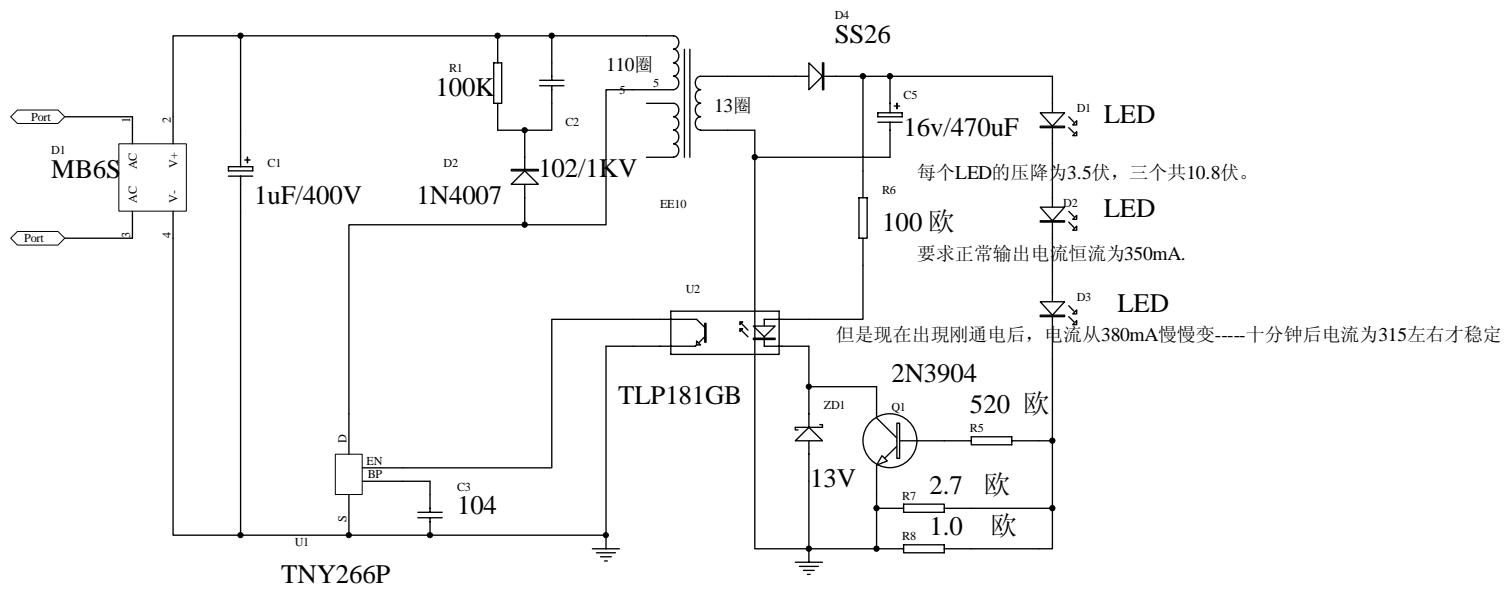 D4
SS26
R1
100K
C2
102/1KV
110圈
5
5
13圈
C5
16v/470uF
D1
LED
Port
1
2
D1
MB6S
AC
AC
V+
V-
3
4
Port
C1
1uF/400V
D2
1N4007
EE10
每个LED的压降为3.5伏，三个共10.8伏。
R6
100 欧
D2
LED
要求正常输出电流恒流为350mA.
U2
D3
LED
但是现在出現刚通电后，电流从380mA慢慢变-----十分钟后电流为315左右才稳定
TLP181GB
2N3904
ZD1
Q1
520 欧
R5
13V
D
EN
BP
S
C3
104
R7
2.7 欧
R8
1.0 欧
U1
TNY266P